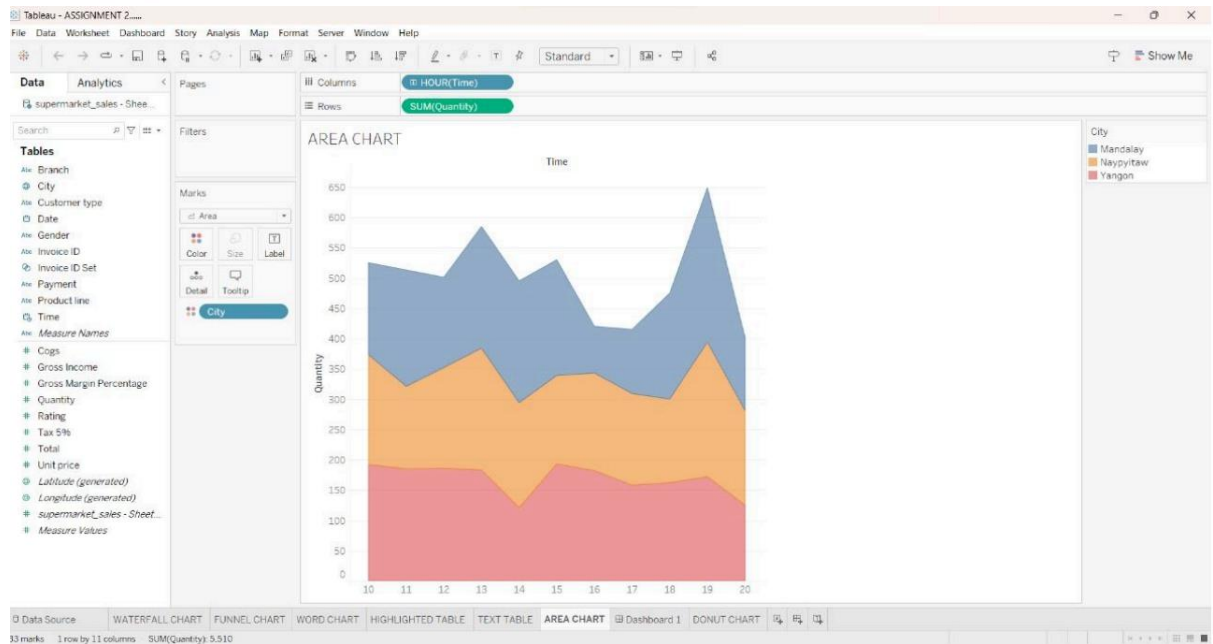 Tableau - ASSIGNMENT 2......
File Data Worksheet Dashboard Story Analysis Map Format Server Window Help
Standard
Show Me
Data Analytics
supermarket_sales - Shee...
Search
Tables
Abc Branch
City
Abc Customer type
Date
Abc Gender
Abc Invoice ID
Invoice ID Set
Abc Payment
Abc Product line
Time
Abc Measure Names
# Cogs
# Gross Income
# Gross Margin Percentage
# Quantity
# Rating
# Tax 5%
# Total
# Unit price
Latitude (generated)
Longitude (generated)
# supermarket_sales - Sheet...
# Measure Values
Pages
Filters
Marks
Area
Color Size Label
Detail Tooltip
City
Columns HOUR(Time)
Rows SUM(Quantity)
AREA CHART
Time
Quantity
650
600
550
500
450
400
350
300
250
200
150
100
50
0
10 11 12 13 14 15 16 17 18 19 20
City
Mandalay
Naypyitaw
Yangon
Data Source WATERFALL CHART FUNNEL CHART WORD CHART HIGHLIGHTED TABLE TEXT TABLE AREA CHART Dashboard 1 DONUT CHART
33 marks 1 row by 11 columns SUM(Quantity): 5,510